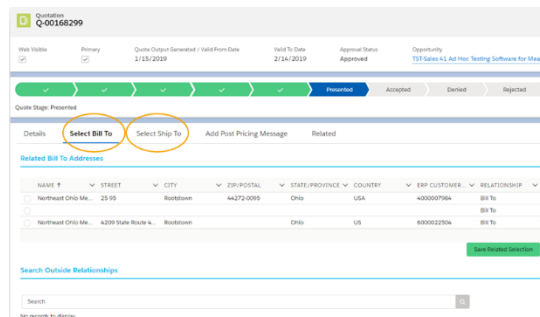 Quotation
Q-00168299
Web Visible Primary Quote Output Generated / Valid From Date Valid To Date Approval Status Opportunity
1/15/2019 2/14/2019 Approved TST-Sales 41 Ad Hoc Testing Software for Mea
Presented Accepted Denied Rejected
Quote Stage: Presented
Details Select Bill To Select Ship To Add Post Pricing Message Related
Related Bill To Addresses
NAME ↑ STREET CITY ZIP/POSTAL STATE/PROVINCE COUNTRY ERP CUSTOMER... RELATIONSHIP
Northeast Ohio Me... 25 95 Rootstown 44272-0095 Ohio USA 4000007984 Bill To
Bill To
Northeast Ohio Me... 4209 State Route 4... Rootstown Ohio US 6000022504 Bill To
Save Related Selection
Search Outside Relationships
Search
No records to display